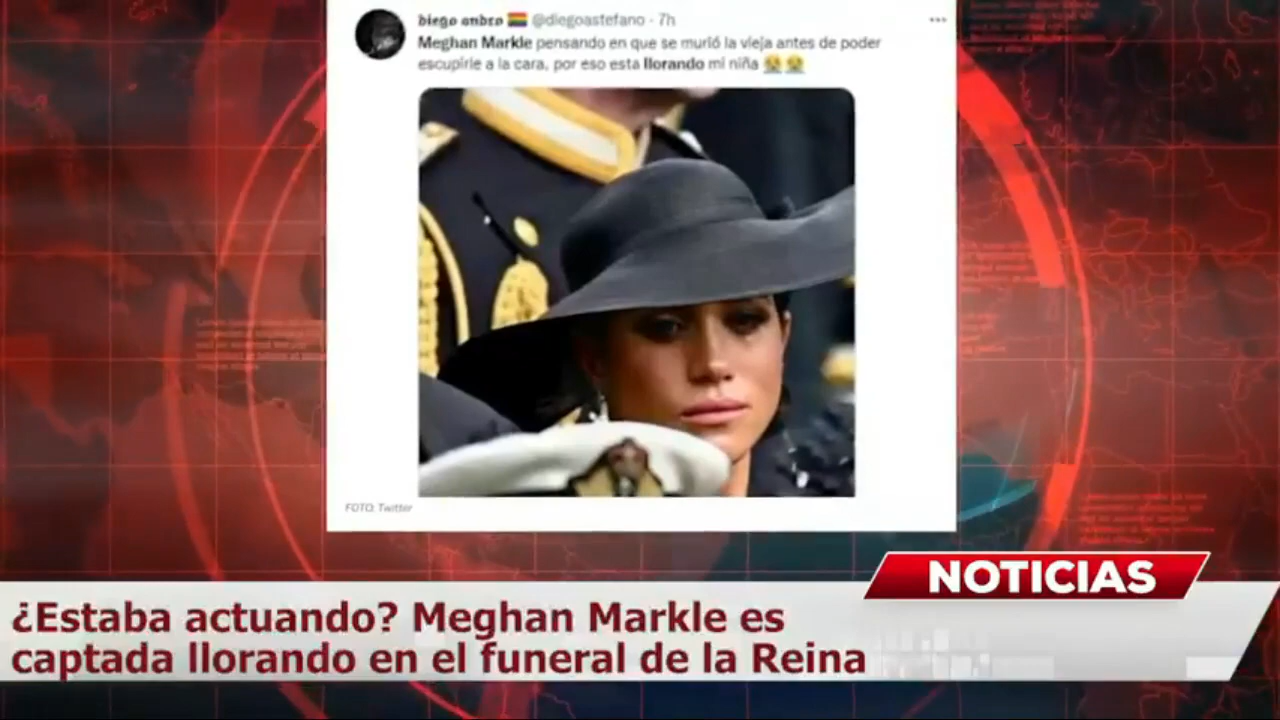 diego ambro @diegoastefano · 7h
Meghan Markle pensando en que se murió la vieja antes de poder
escupirle a la cara, por eso esta llorando mi niña
FOTO: Twitter
NOTICIAS
¿Estaba actuando? Meghan Markle es
captada llorando en el funeral de la Reina